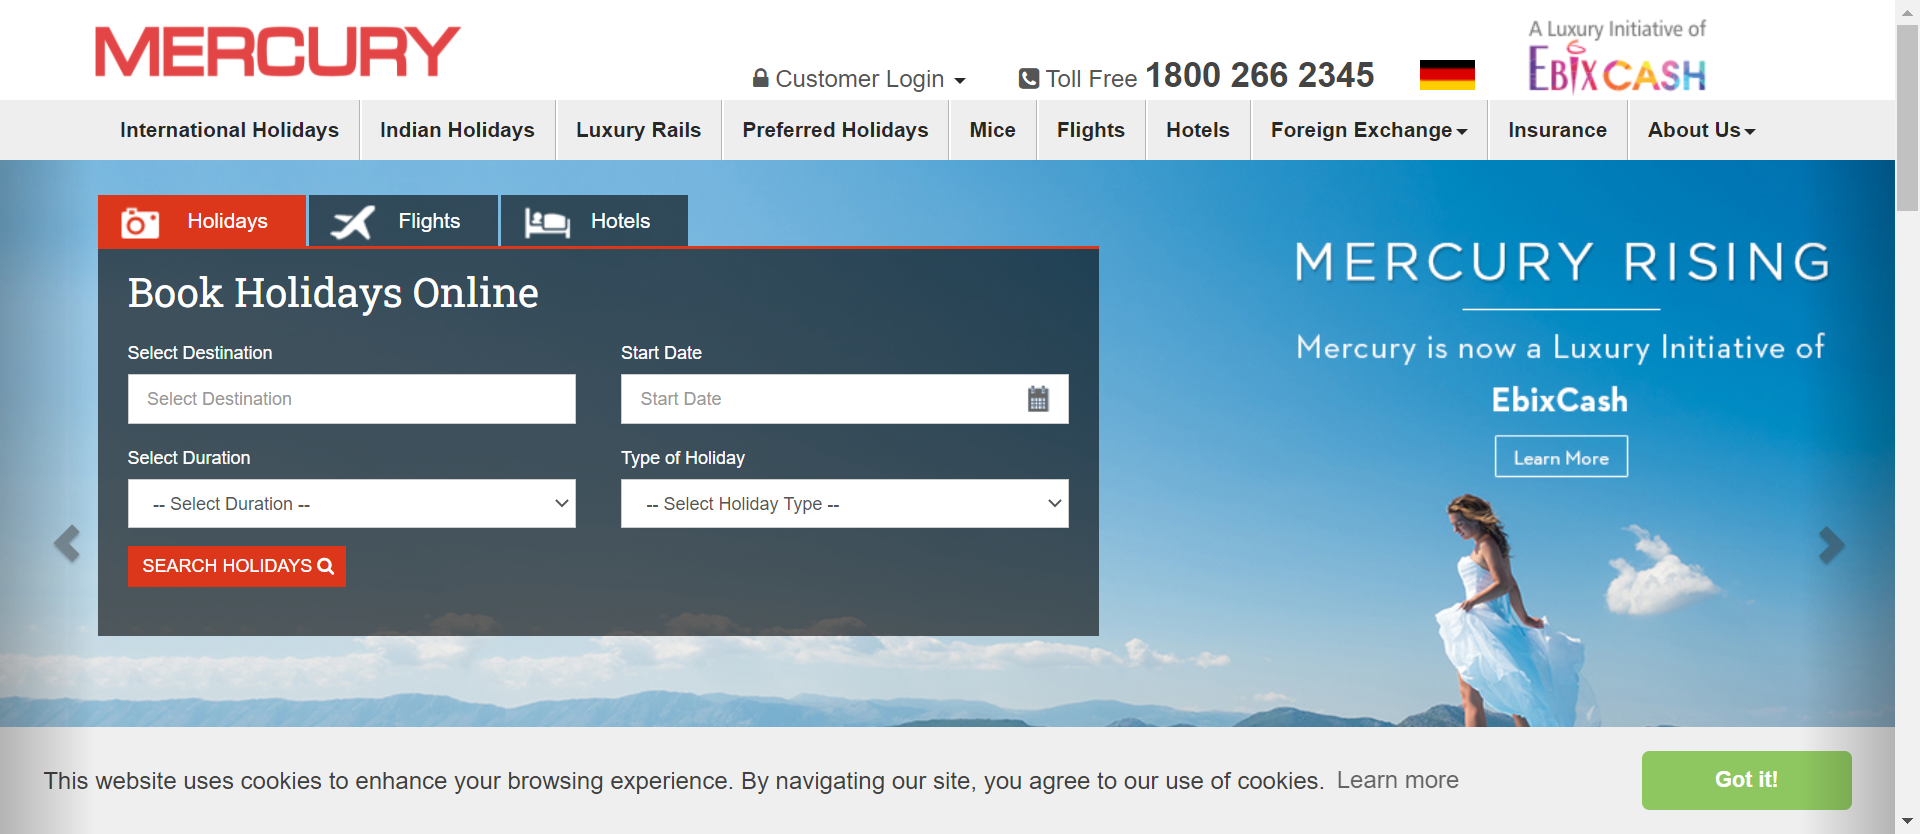 MERCURY
Customer Login
Toll Free 1800 266 2345
A Luxury Initiative of
EBIXCASH
International Holidays
Indian Holidays
Luxury Rails
Preferred Holidays
Mice
Flights
Hotels
Foreign Exchange
Insurance
About Us
Holidays
Flights
Hotels
Book Holidays Online
Select Destination
Select Destination
Start Date
Start Date
Select Duration
-- Select Duration --
Type of Holiday
-- Select Holiday Type --
SEARCH HOLIDAYS
MERCURY RISING
Mercury is now a Luxury Initiative of
EbixCash
Learn More
This website uses cookies to enhance your browsing experience. By navigating our site, you agree to our use of cookies. Learn more
Got it!